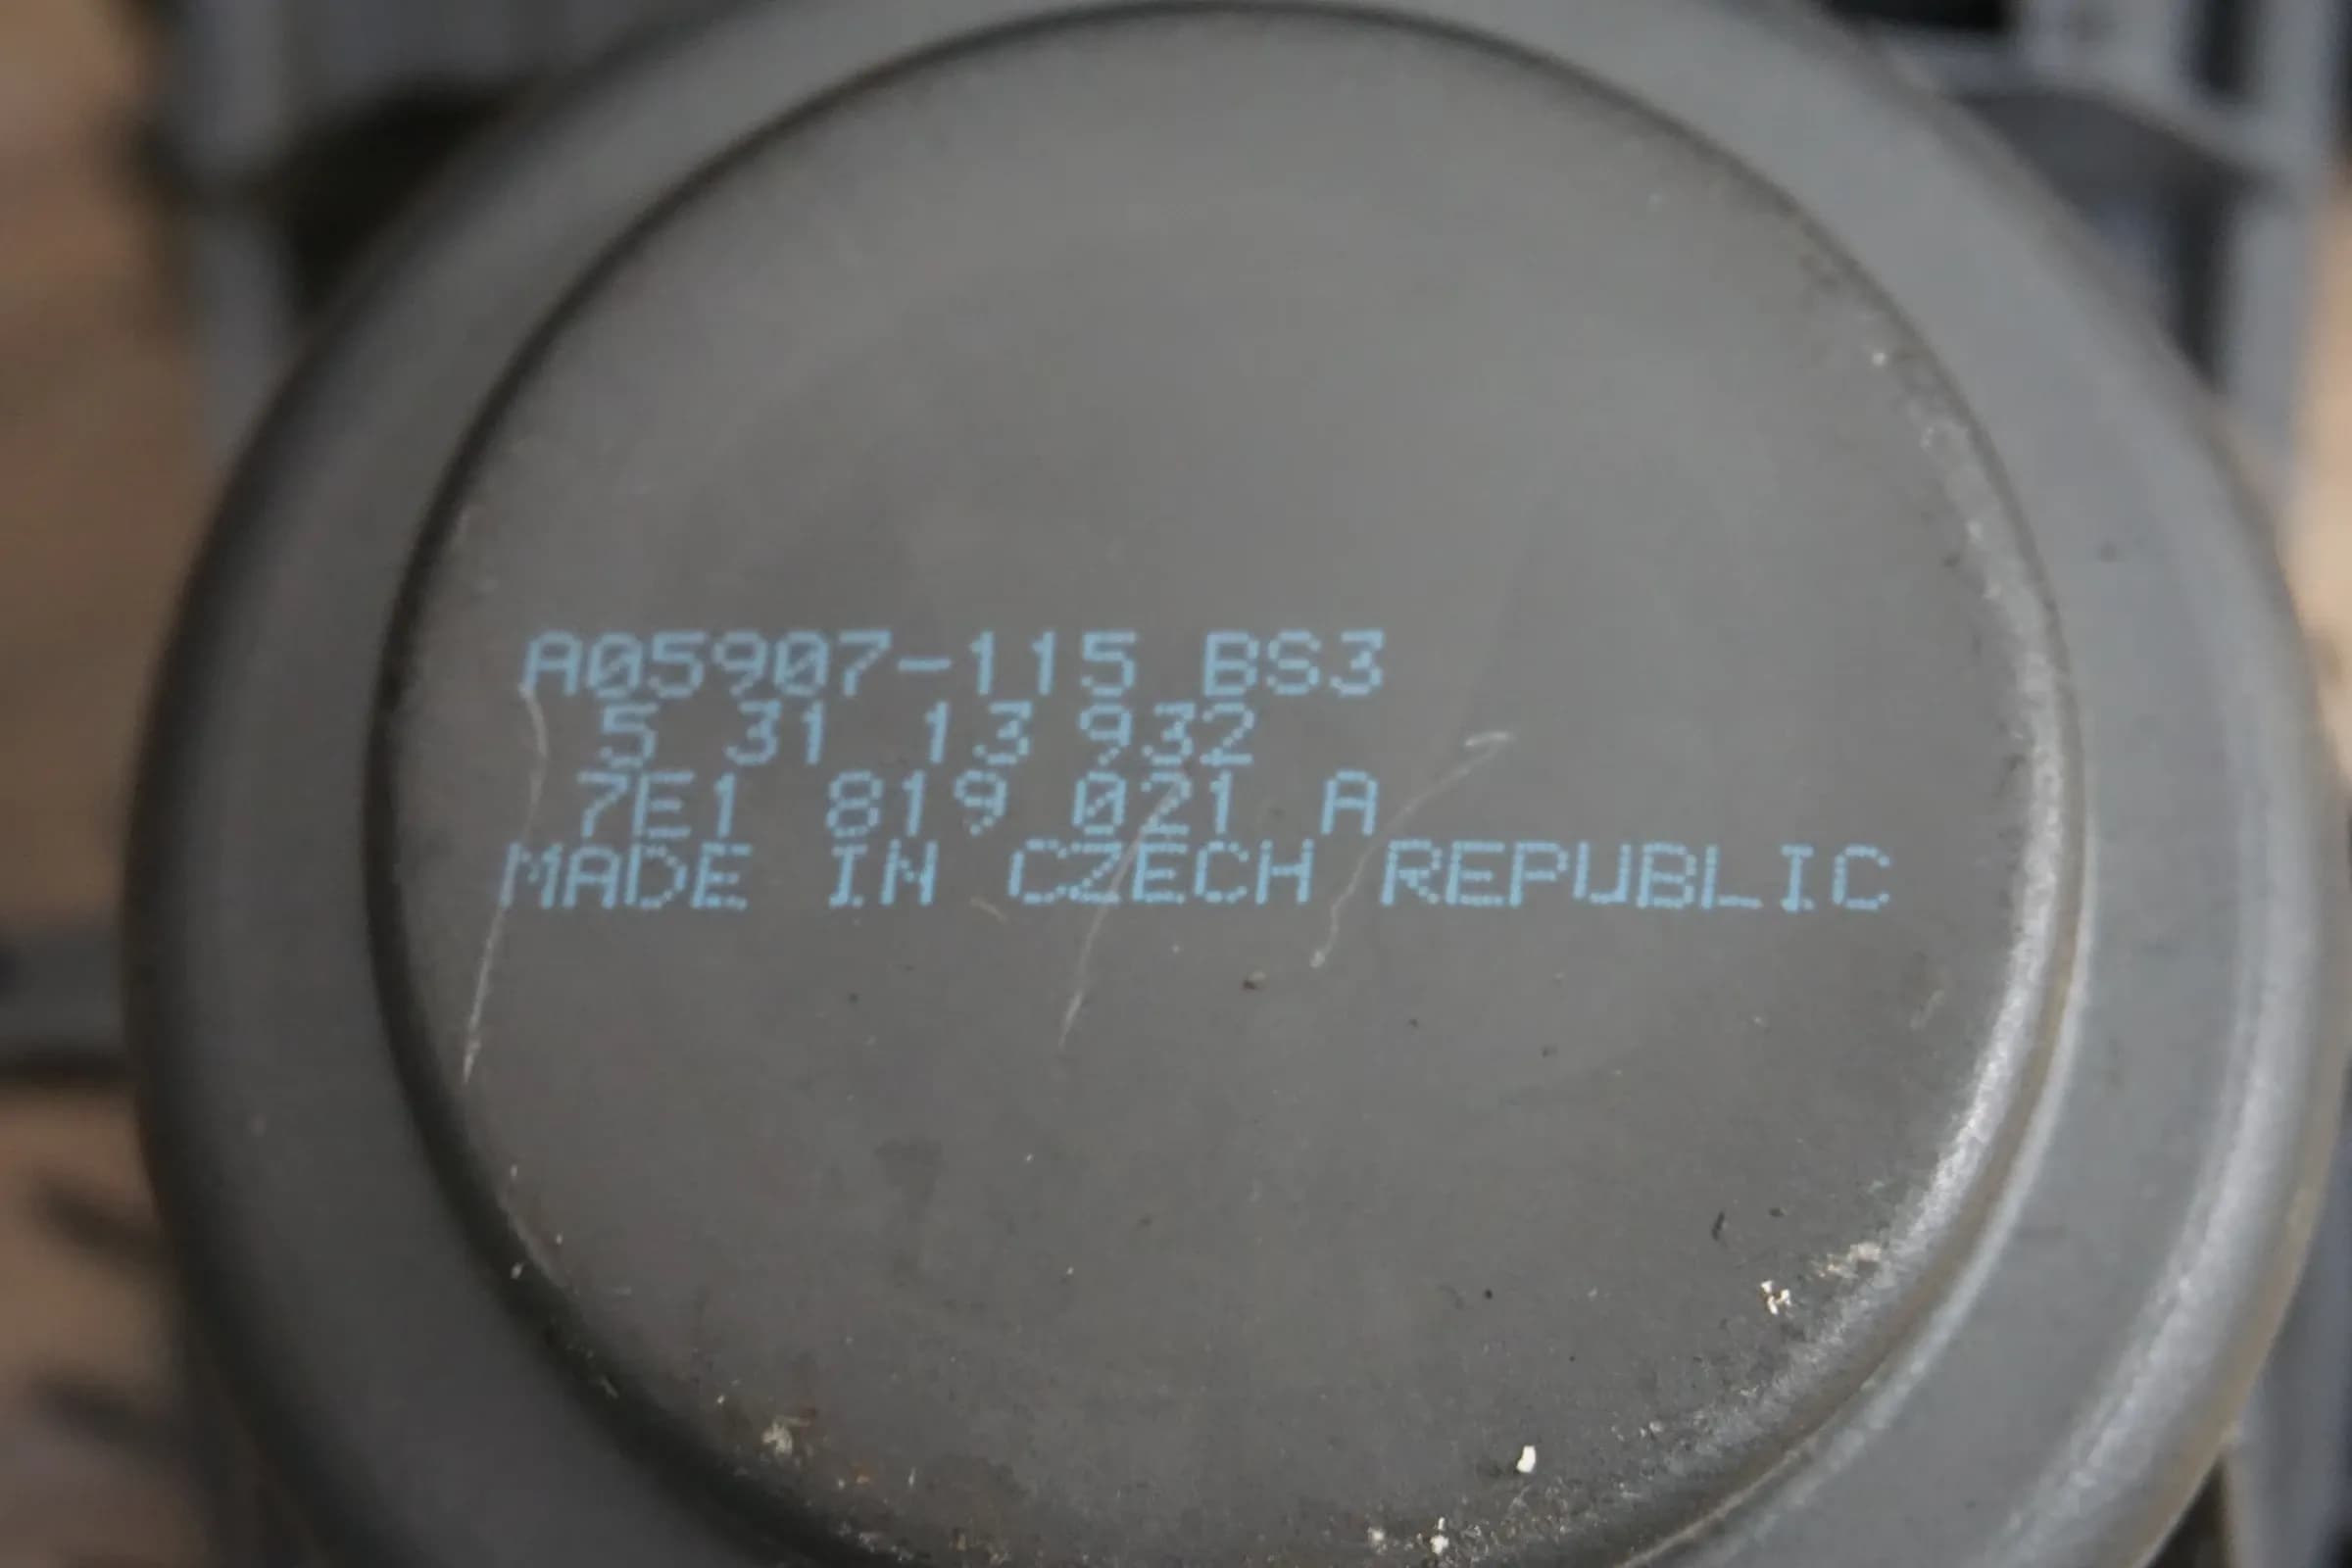 A05907-115 BS3
5 31 13 932
7E1 819 021 A
MADE IN CZECH REPUBLIC